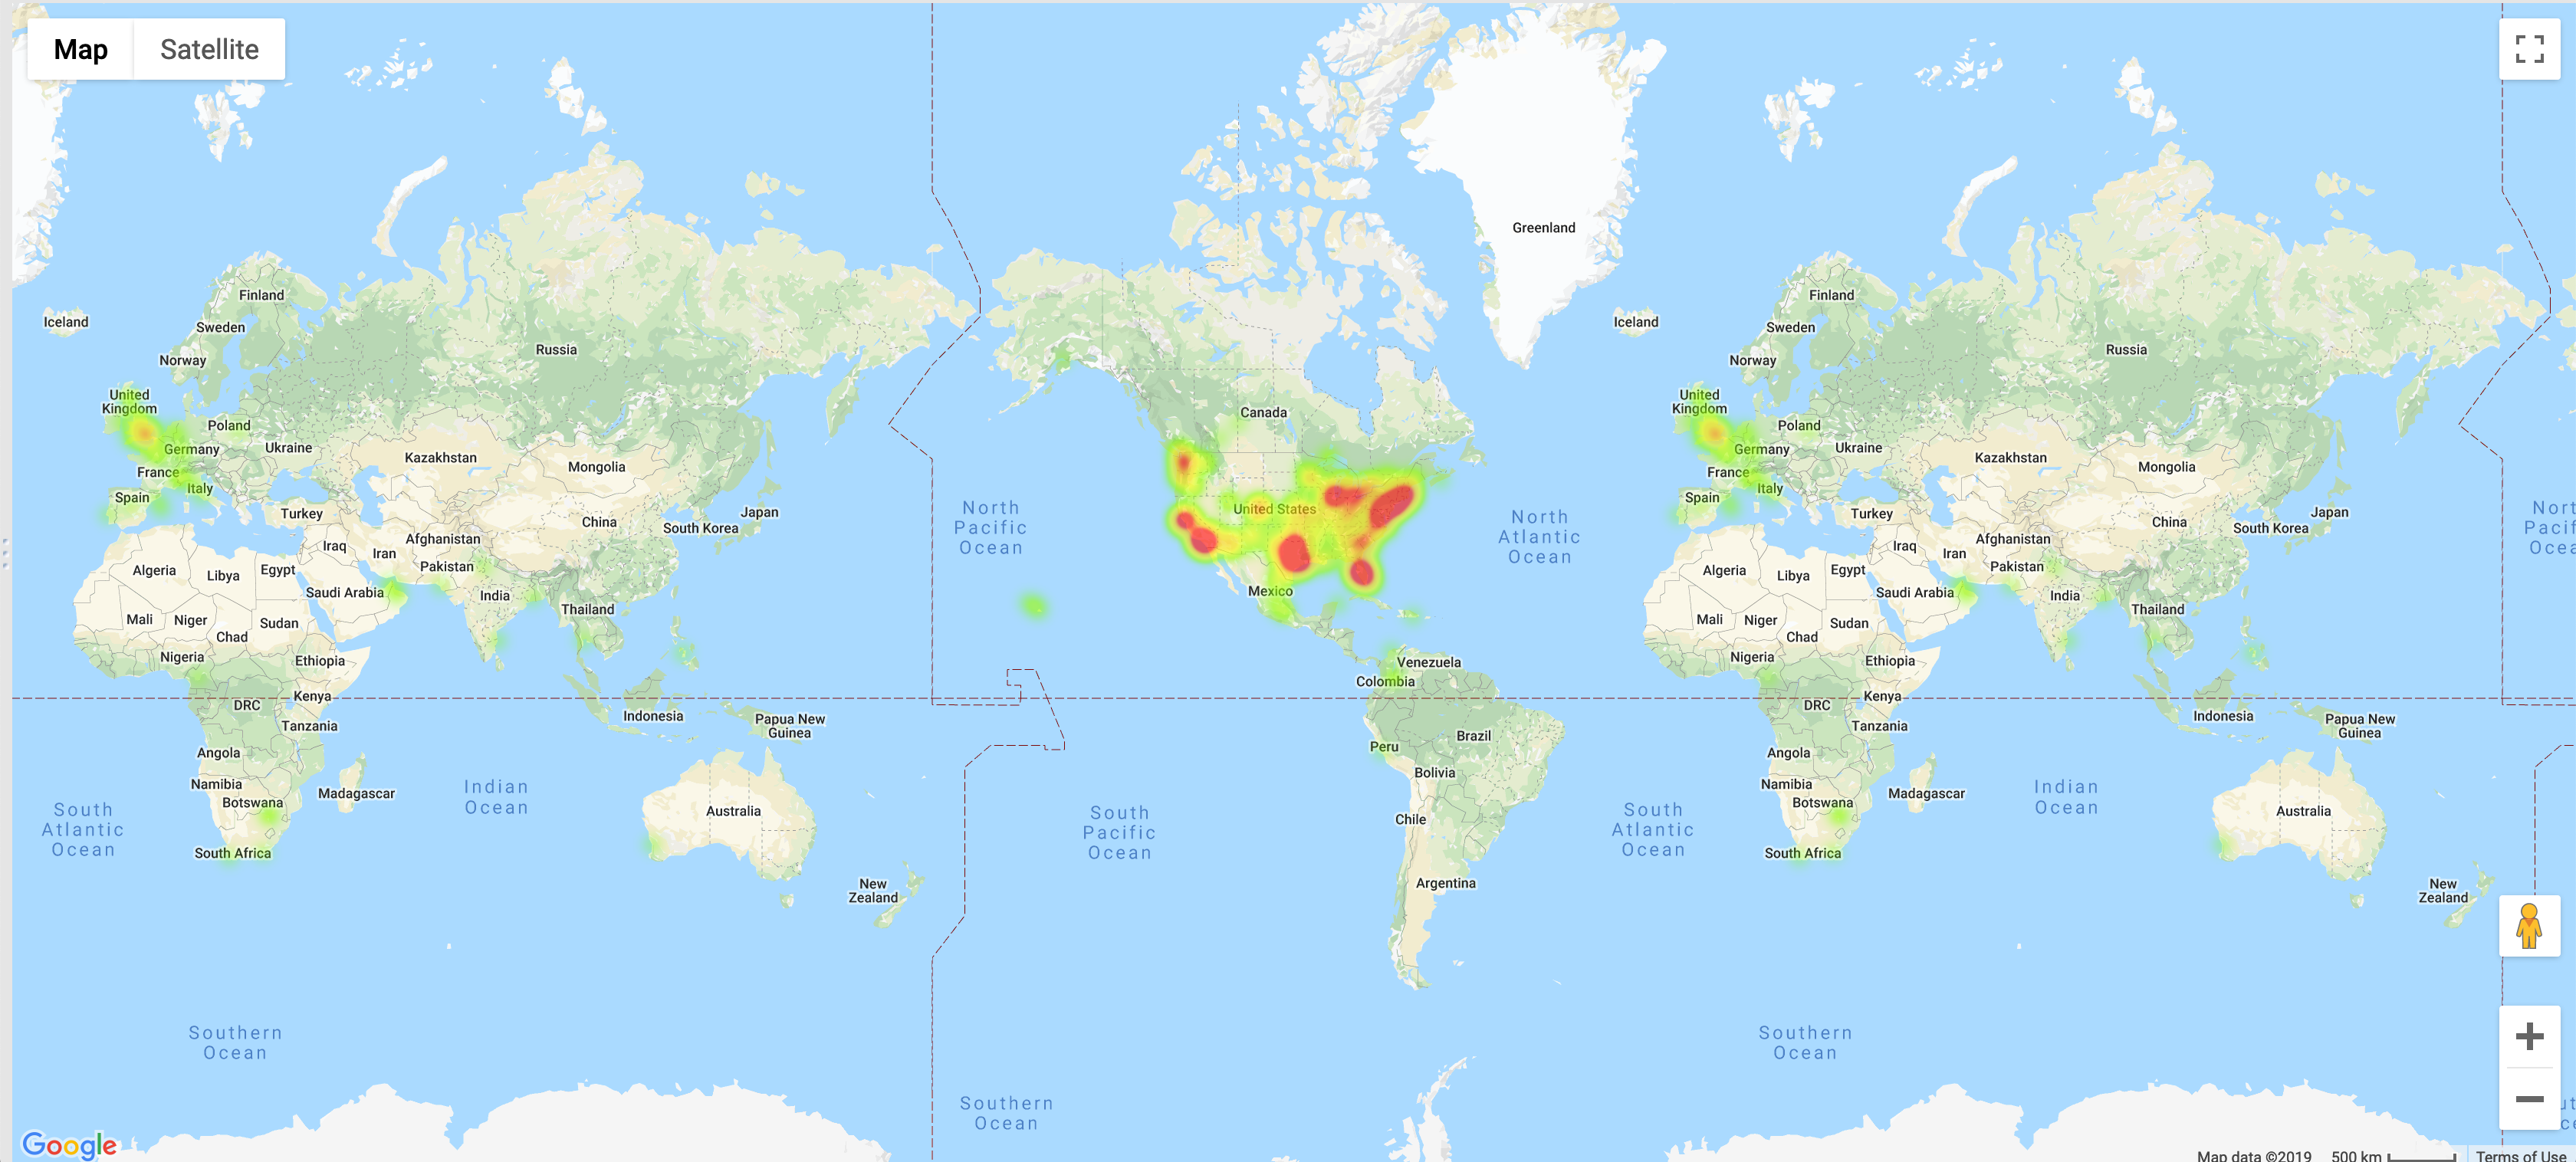 Map
Satellite
Greenland
Iceland
Finland
Sweden
Norway
Russia
United
Kingdom
Poland
Germany
Ukraine
France
Italy
Spain
Kazakhstan
Mongolia
Turkey
China
Japan
South Korea
Iraq
Iran
Afghanistan
Pakistan
Algeria
Libya
Egypt
Saudi Arabia
India
Thailand
Mali
Niger
Chad
Sudan
Nigeria
Ethiopia
DRC
Kenya
Tanzania
Indonesia
Papua New
Guinea
Angola
Namibia
Botswana
Madagascar
South Africa
Australia
New
Zealand
South
Atlantic
Ocean
Indian
Ocean
Southern
Ocean
North
Pacific
Ocean
Canada
United States
Mexico
Venezuela
Colombia
Peru
Brazil
Bolivia
Chile
Argentina
South
Pacific
Ocean
North
Atlantic
Ocean
Southern
Ocean
Iceland
Finland
Sweden
Norway
Russia
United
Kingdom
Poland
Germany
Ukraine
France
Italy
Spain
Kazakhstan
Mongolia
Turkey
China
Japan
South Korea
Iraq
Iran
Afghanistan
Pakistan
Algeria
Libya
Egypt
Saudi Arabia
India
Thailand
Mali
Niger
Chad
Sudan
Nigeria
Ethiopia
DRC
Kenya
Tanzania
Indonesia
Papua New
Guinea
Angola
Namibia
Botswana
Madagascar
South Africa
Australia
New
Zealand
South
Atlantic
Ocean
Indian
Ocean
Southern
Ocean
Nort
Pacif
Ocea
Google
Map data ©2019
500 km
Terms of Use